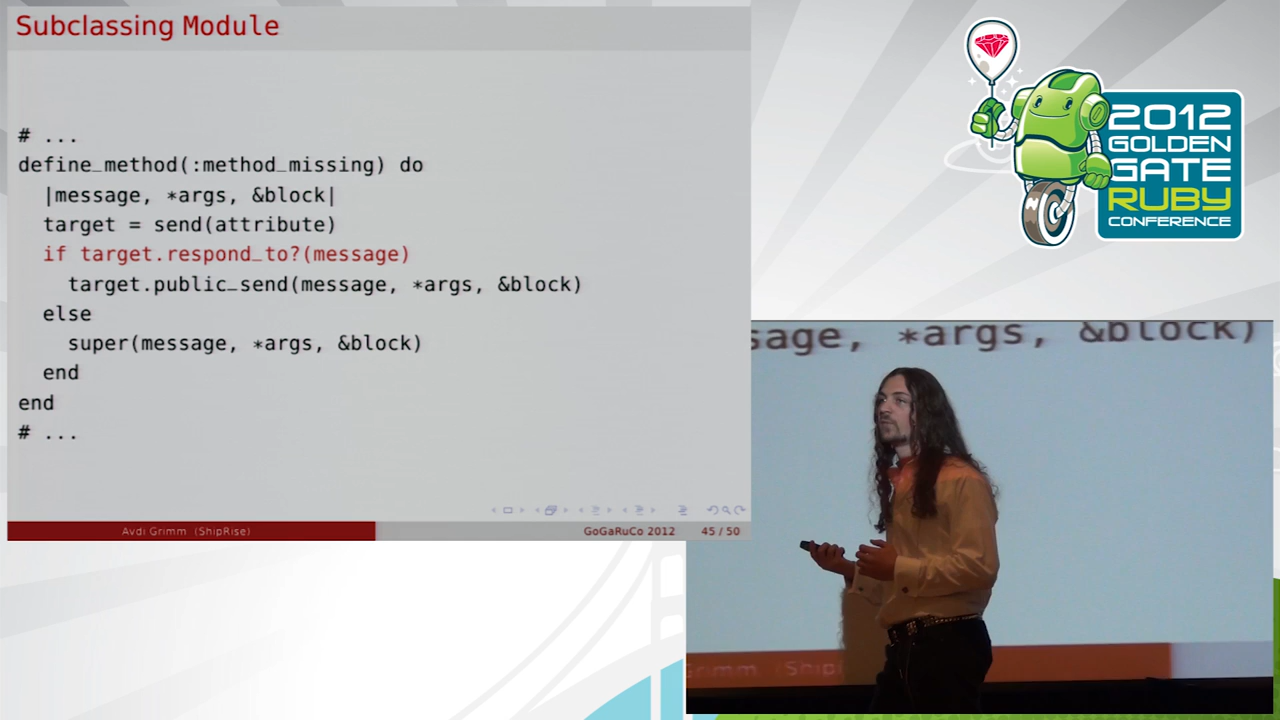 Subclassing Module
# ...
define_method(:method_missing) do
|message, *args, &block|
target = send(attribute)
if target.respond_to?(message)
target.public_send(message, *args, &block)
else
super(message, *args, &block)
end
end
# ...
Avdi Grimm (ShipRise)
GoGaRuCo 2012 45 / 50
2012
GOLDEN
GATE
RUBY
CONFERENCE
sage, *args, &block)
Grimm (Ship